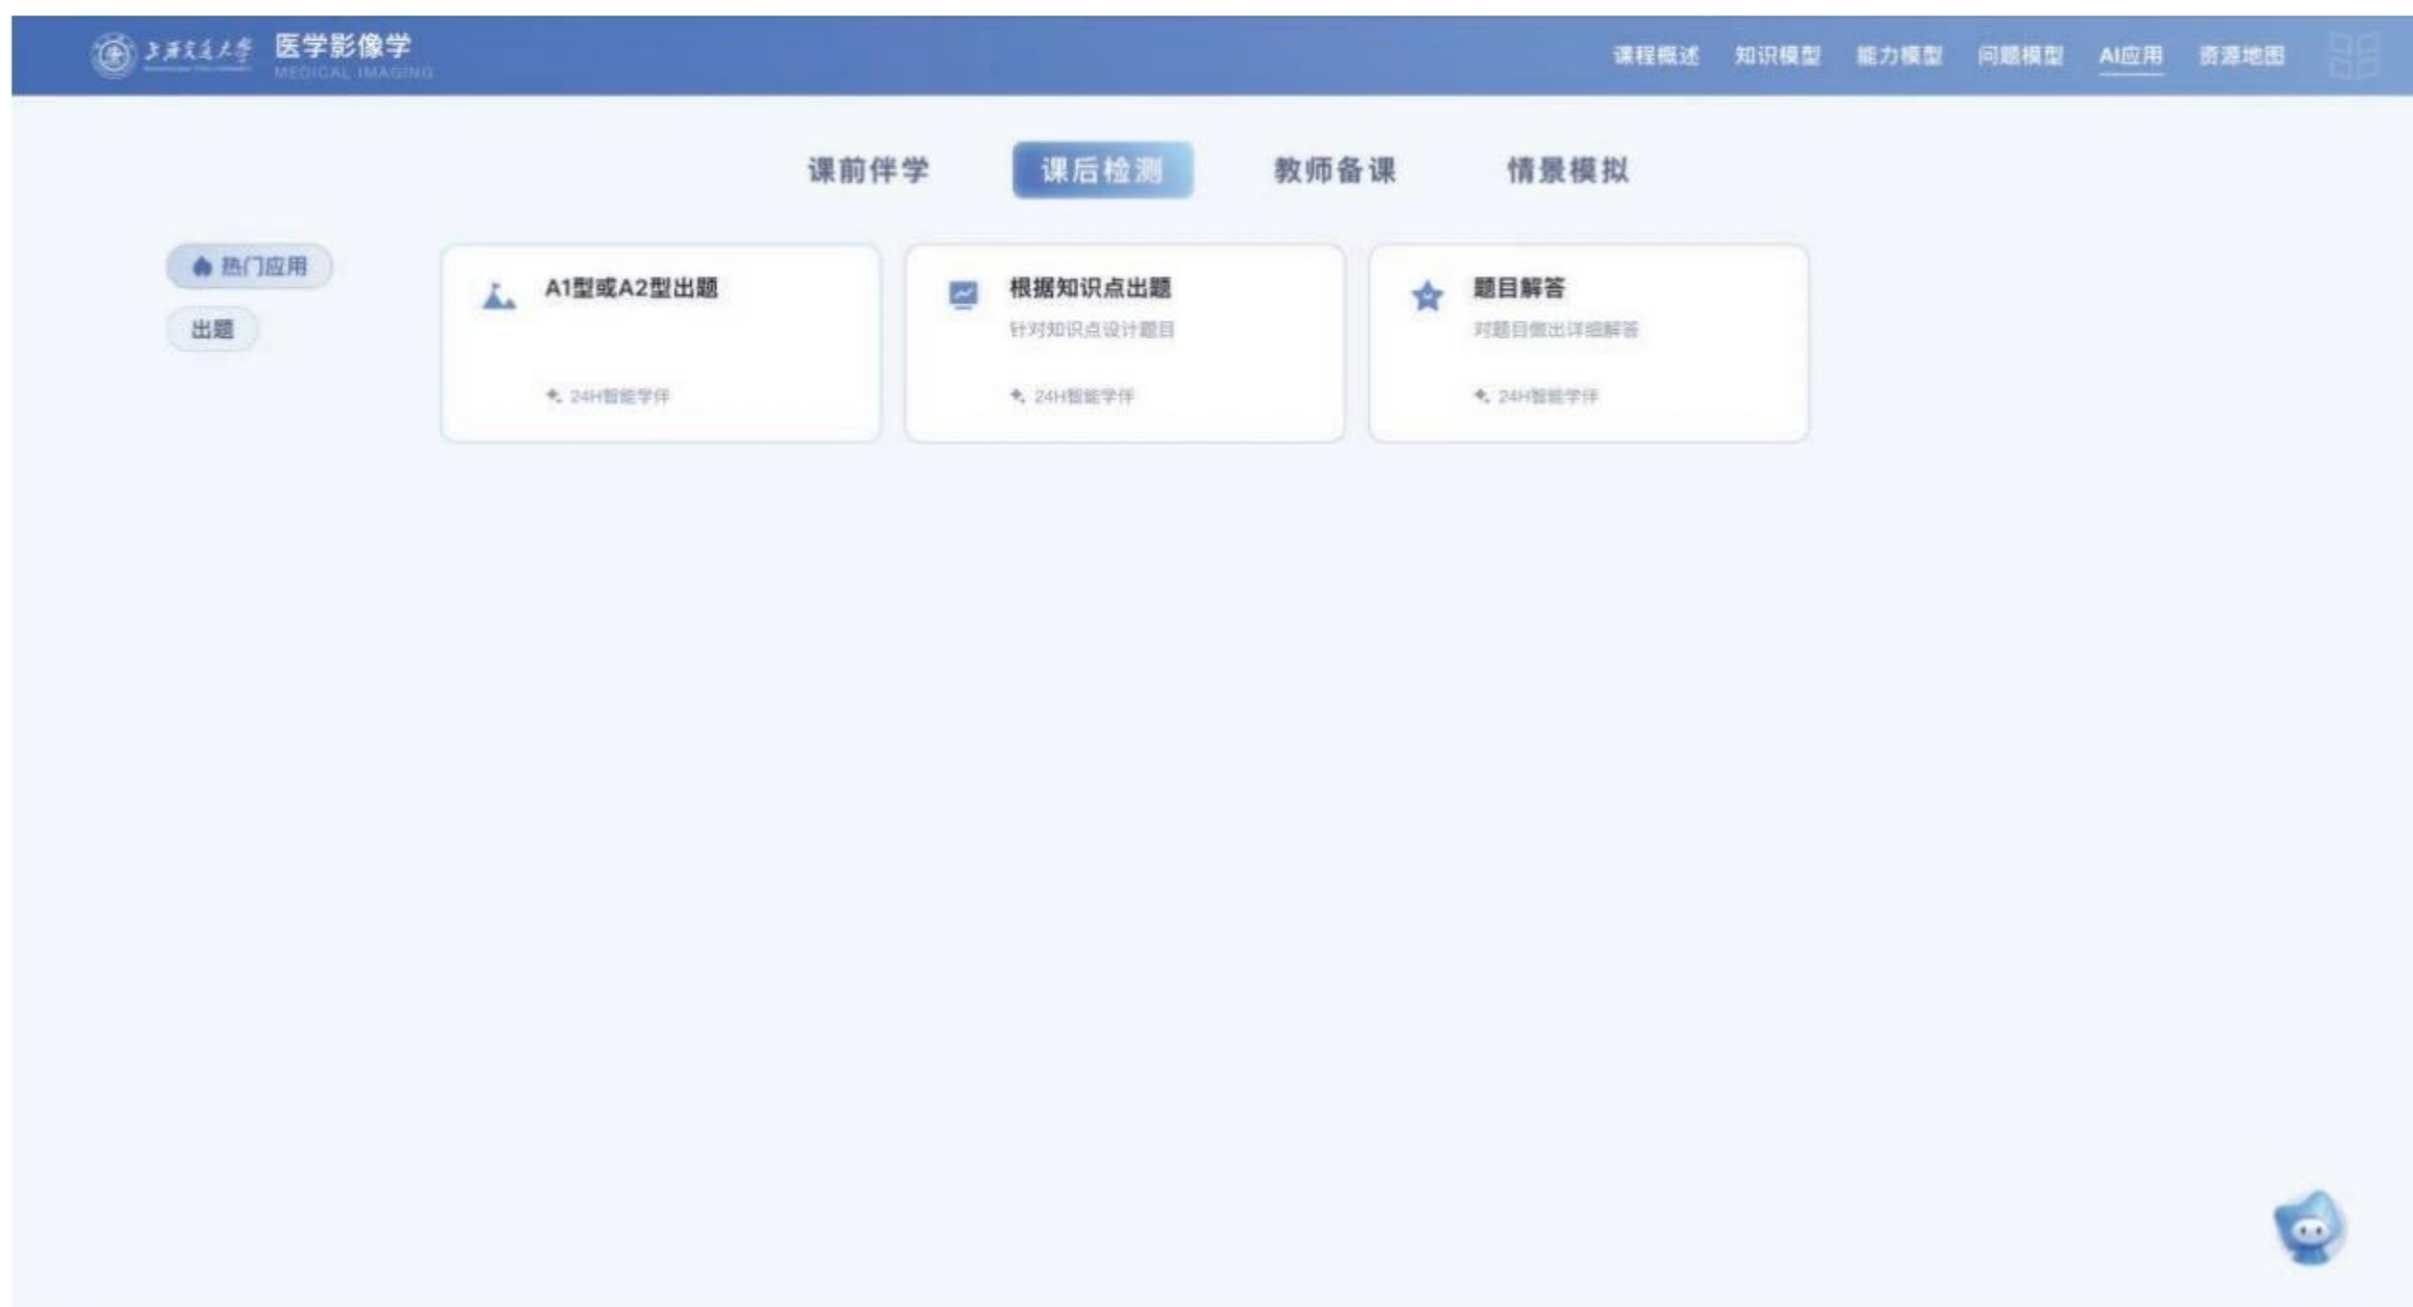 上海交通大学 医学影像学
MEDICAL IMAGING
课程概述 知识模型 能力模型 问题模型 AI应用 资源地图
课前伴学 课后检测 教师备课 情景模拟
热门应用
出题
A1型或A2型出题
24H智能学伴
根据知识点出题
针对知识点设计题目
24H智能学伴
题目解答
对题目做出详细解答
24H智能学伴